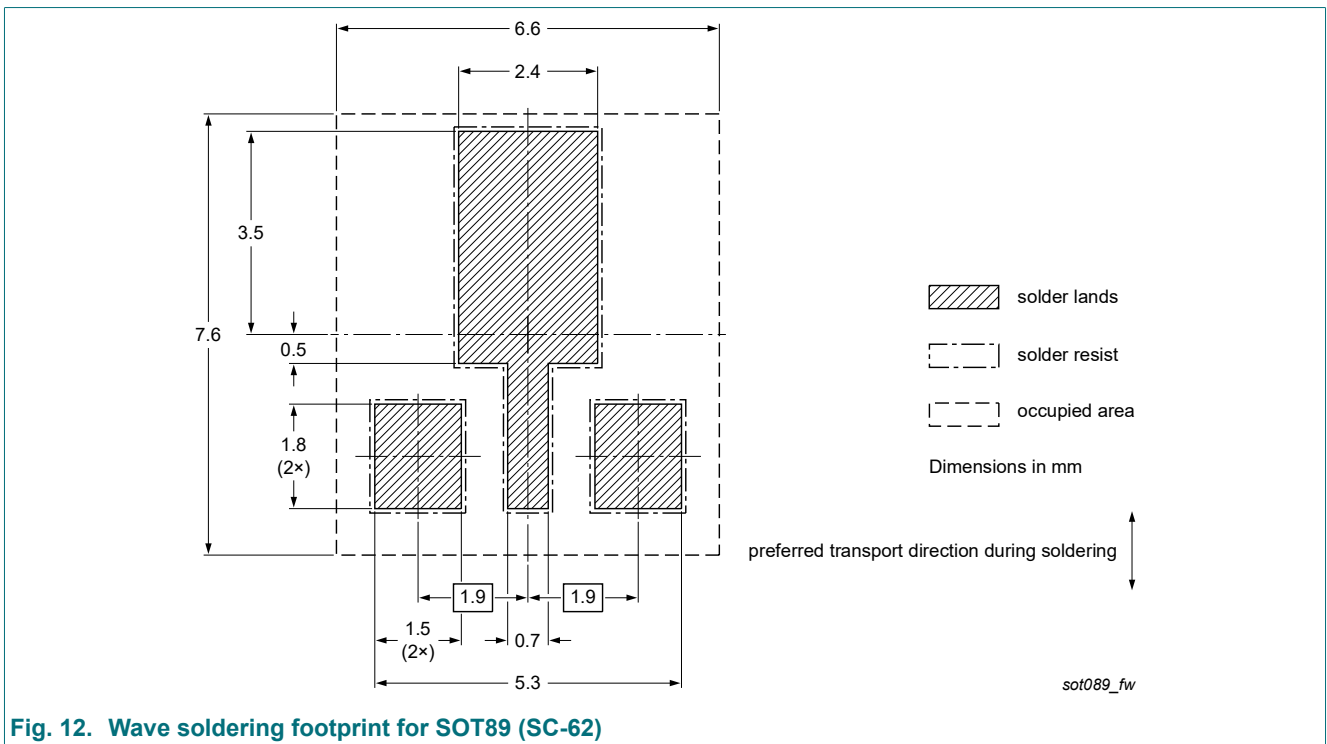 6.6
2.4
3.5
7.6
0.5
solder lands
solder resist
occupied area
1.8
(2×)
Dimensions in mm
preferred transport direction during soldering
1.9
1.9
1.5
(2×)
0.7
5.3
sot089_fw
Fig. 12. Wave soldering footprint for SOT89 (SC-62)